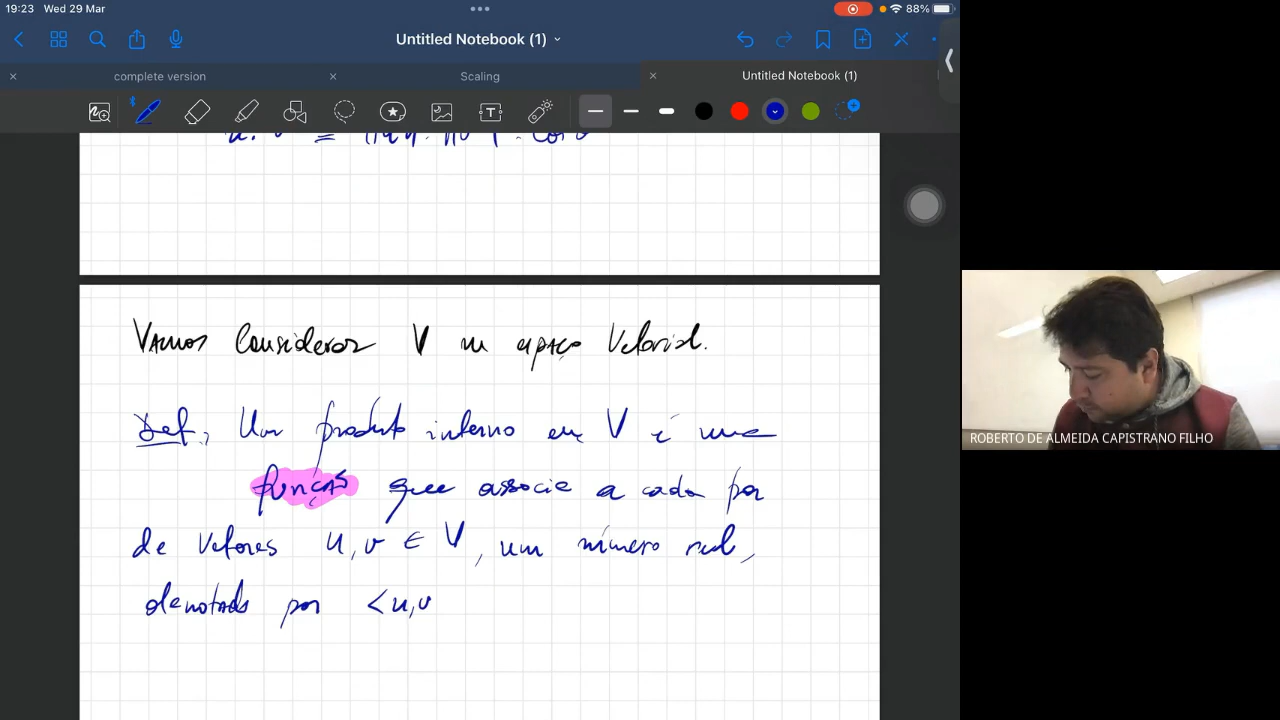 19:23 Wed 29 Mar
88%
Untitled Notebook (1)
complete version
Scaling
Untitled Notebook (1)
Vamos Considerar V um espaço Vetorial.
Def: Um produto interno em V é uma
função que associa a cada par
de vetores u, v ∈ V, um número real,
denotado por <u,v
ROBERTO DE ALMEIDA CAPISTRANO FILHO